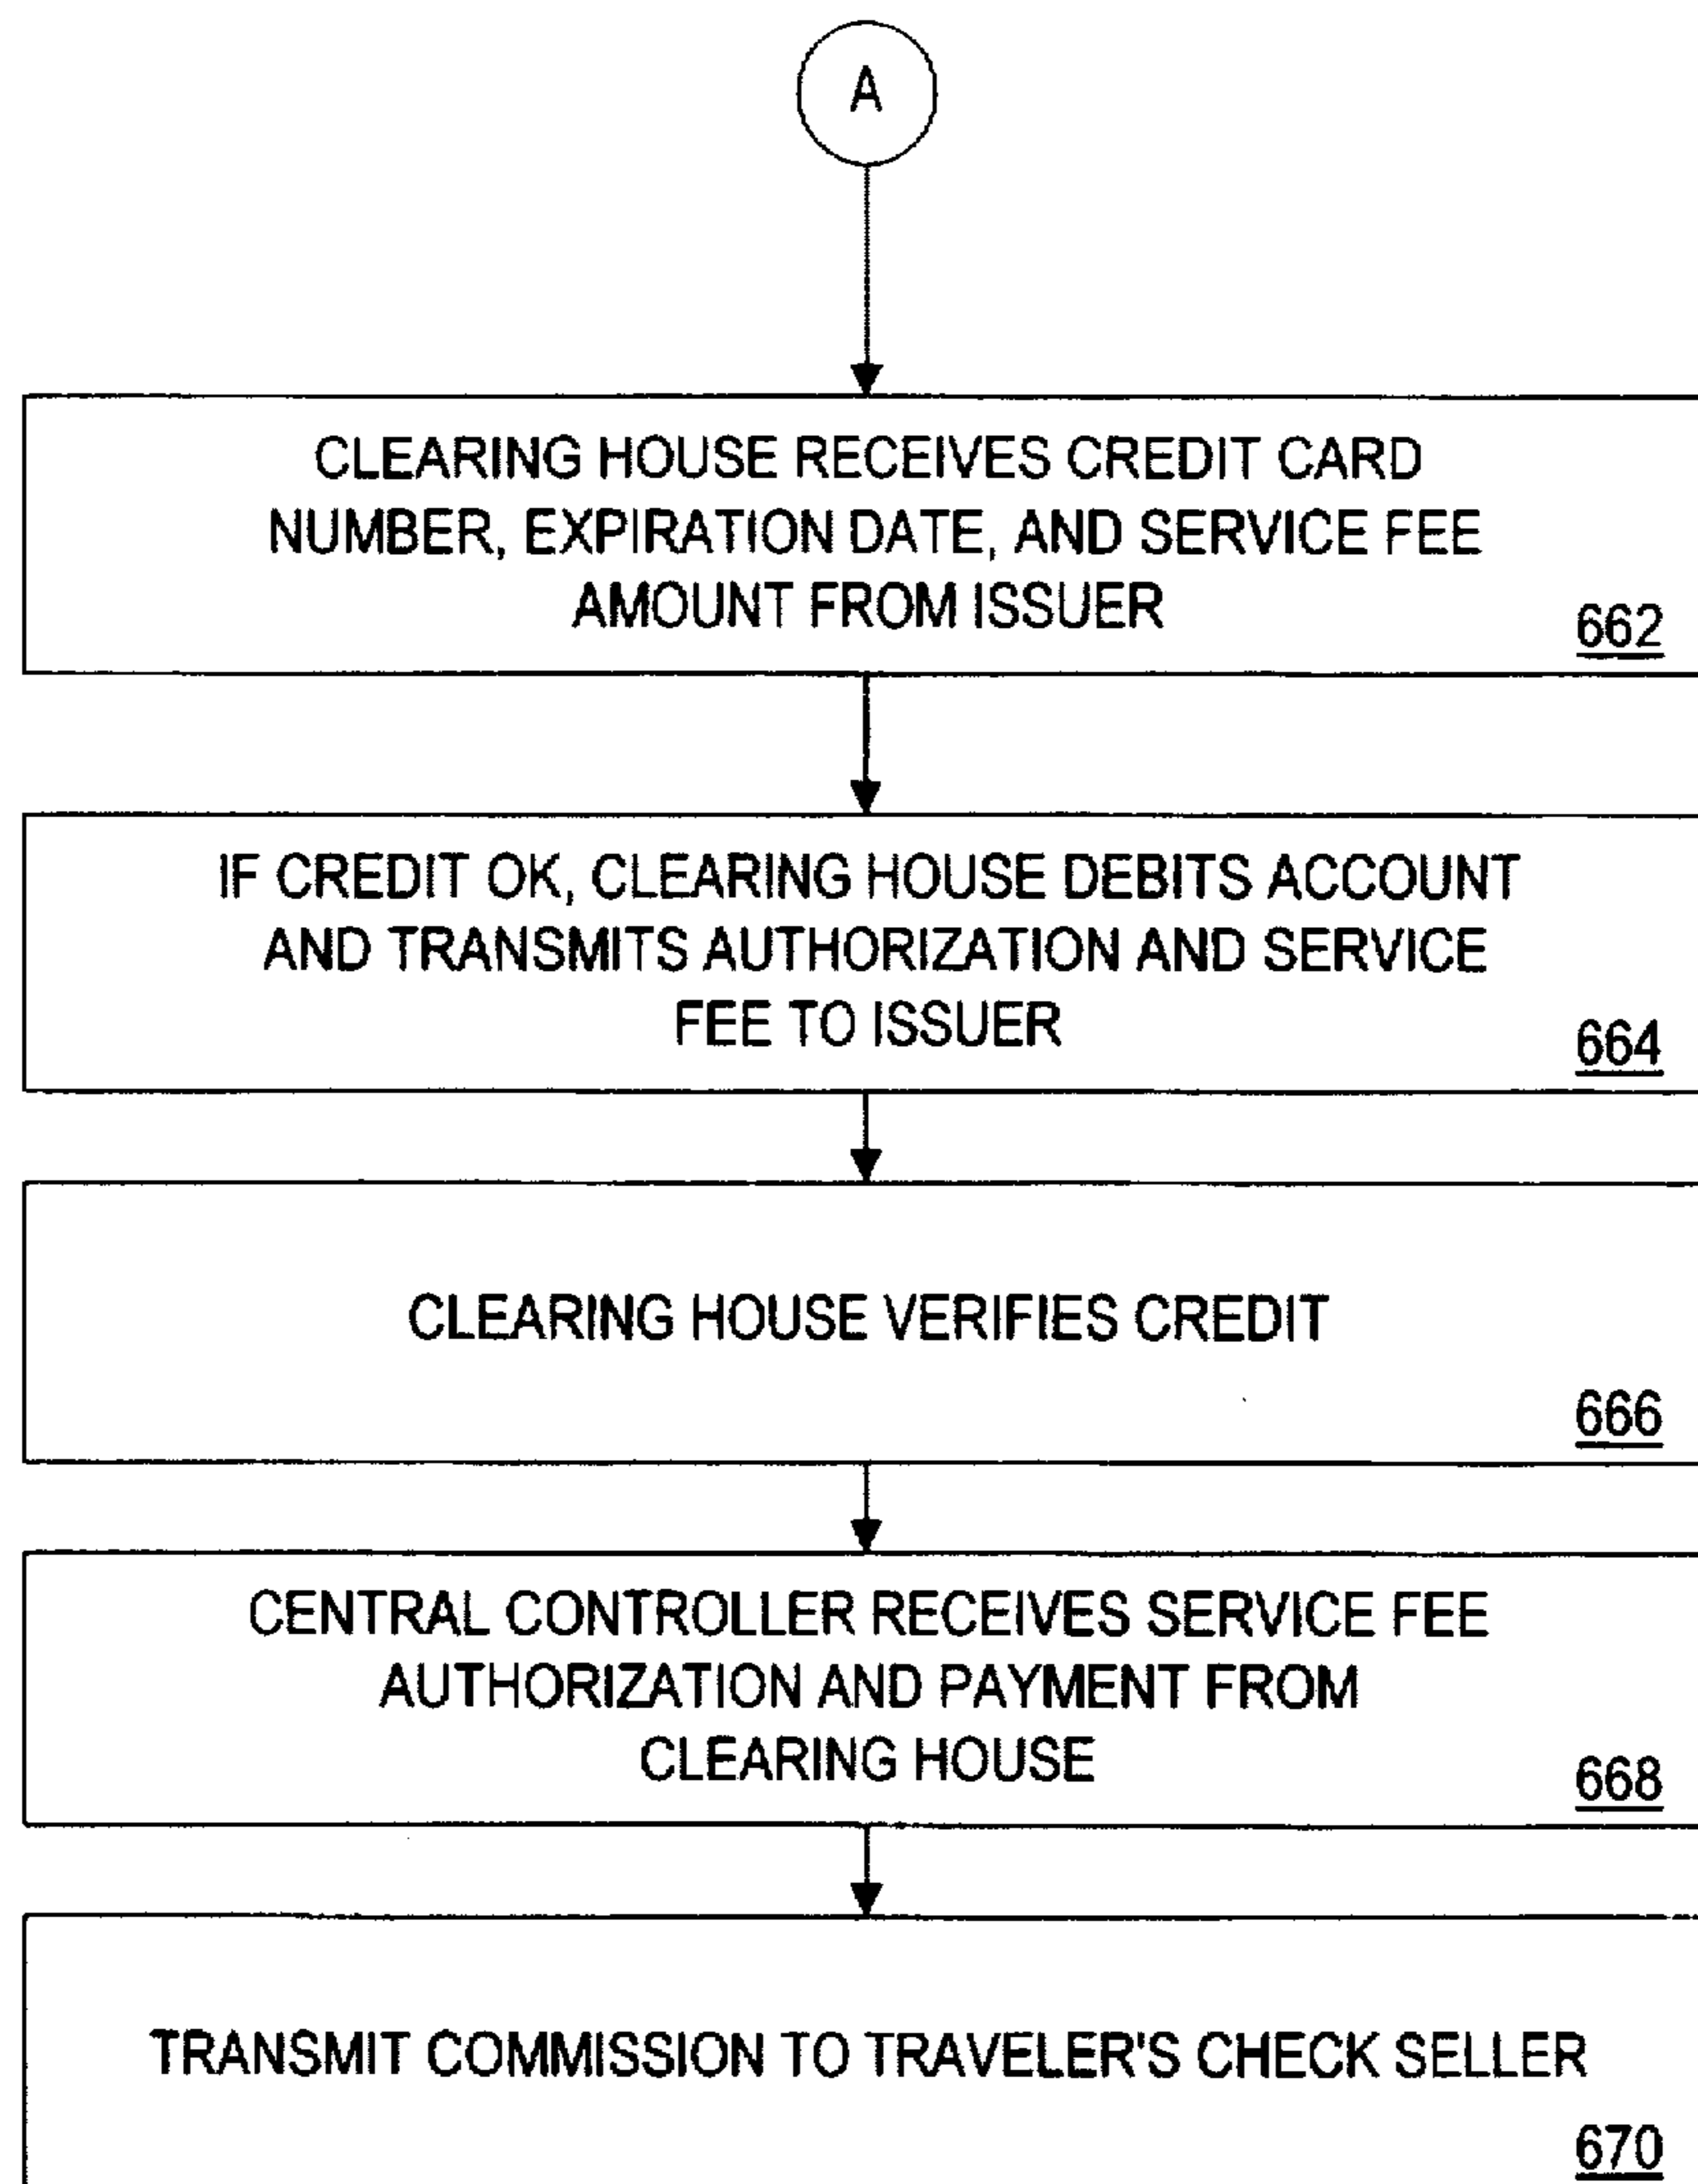 A
CLEARING HOUSE RECEIVES CREDIT CARD
NUMBER, EXPIRATION DATE, AND SERVICE FEE
AMOUNT FROM ISSUER
662
IF CREDIT OK, CLEARING HOUSE DEBITS ACCOUNT
AND TRANSMITS AUTHORIZATION AND SERVICE
FEE TO ISSUER
664
CLEARING HOUSE VERIFIES CREDIT
666
CENTRAL CONTROLLER RECEIVES SERVICE FEE
AUTHORIZATION AND PAYMENT FROM
CLEARING HOUSE
668
TRANSMIT COMMISSION TO TRAVELER'S CHECK SELLER
670